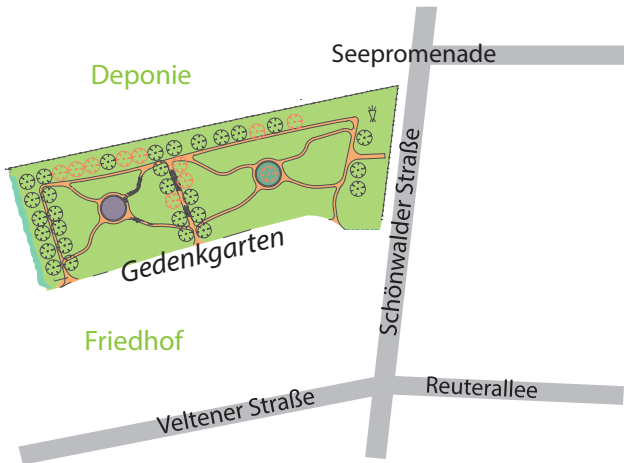 Seepromenade
Deponie
Schönwalder Straße
Gedenkgarten
Friedhof
Reuterallee
Veltener Straße